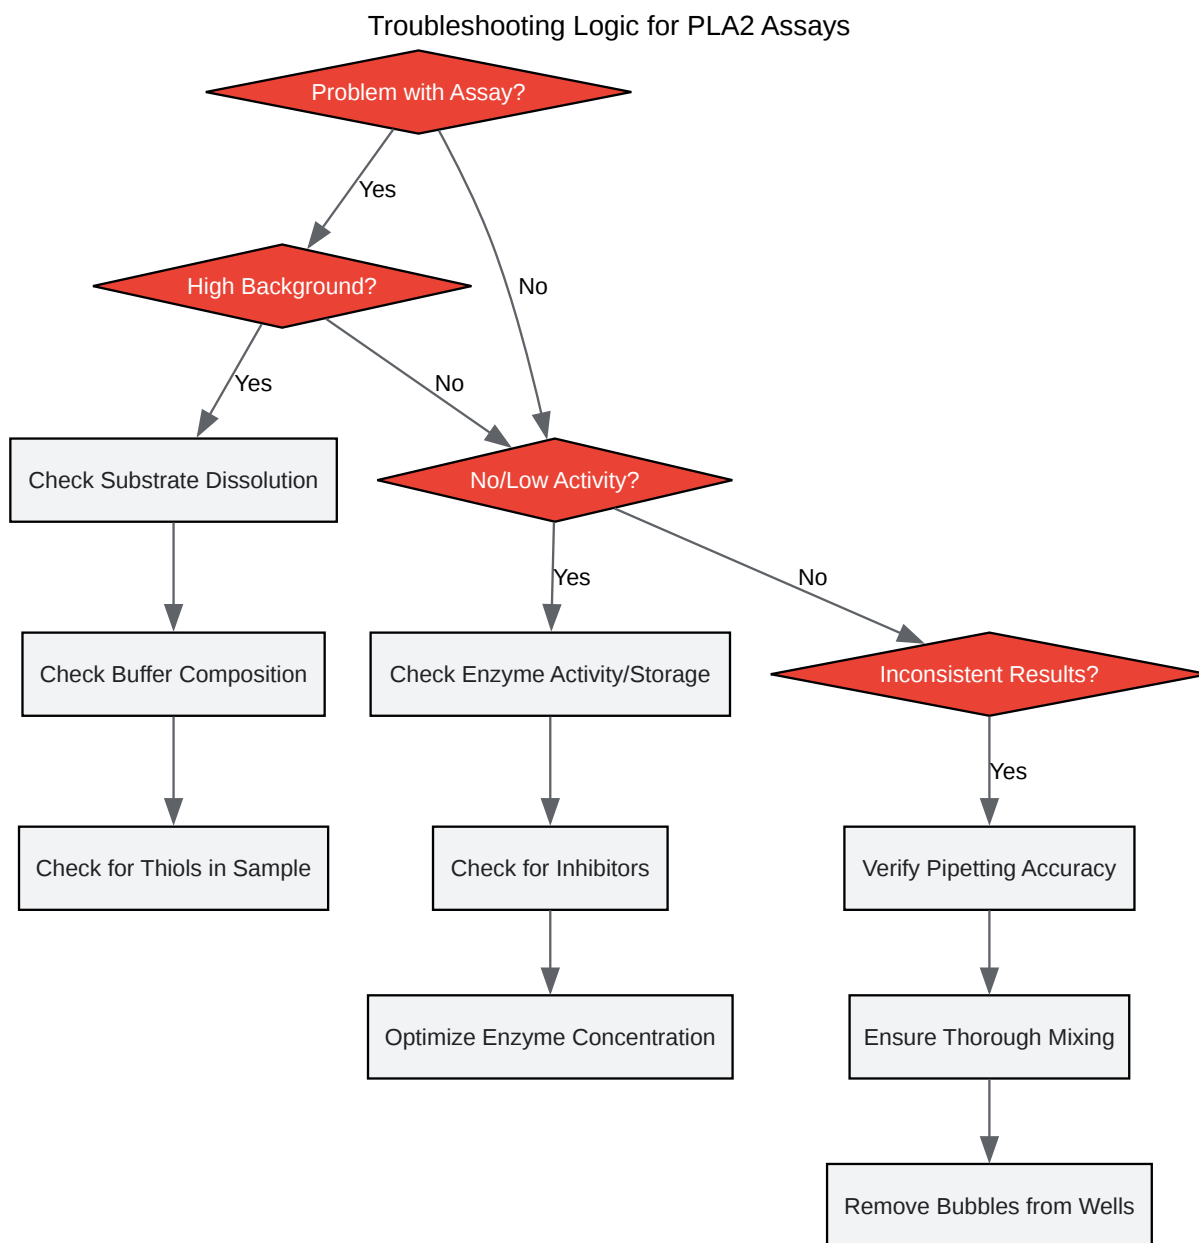 Troubleshooting Logic for PLA2 Assays
Problem with Assay?
Yes
High Background?
No
Yes
No
Check Substrate Dissolution
No/Low Activity?
Yes
No
Check Buffer Composition
Check Enzyme Activity/Storage
Inconsistent Results?
Yes
Check for Thiols in Sample
Check for Inhibitors
Verify Pipetting Accuracy
Optimize Enzyme Concentration
Ensure Thorough Mixing
Remove Bubbles from Wells